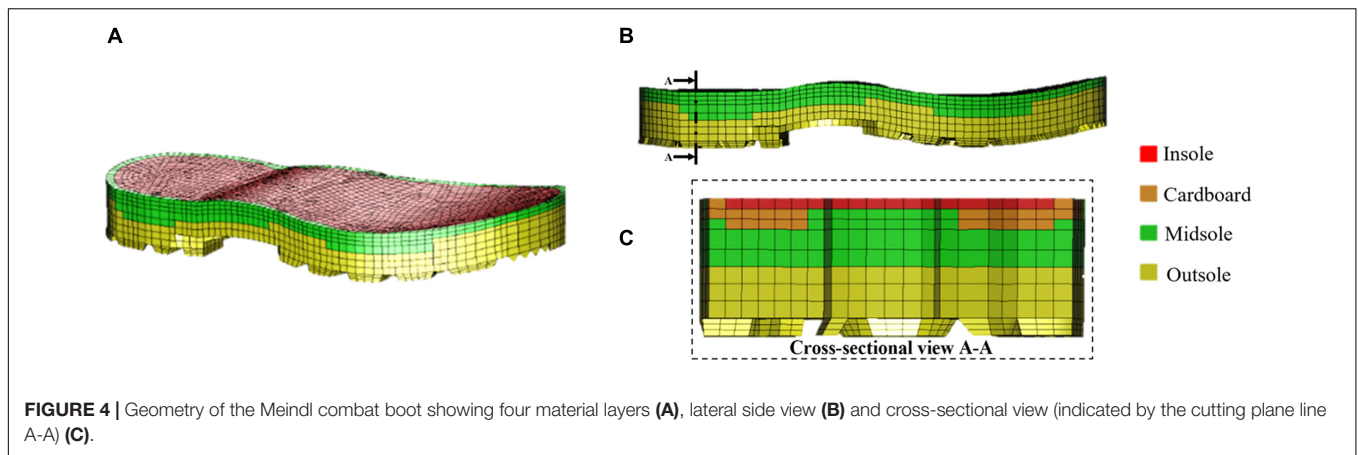 A
B
A
A
Insole
Cardboard
Midsole
Outsole
C
Cross-sectional view A-A
FIGURE 4 | Geometry of the Meindl combat boot showing four material layers (A), lateral side view (B) and cross-sectional view (indicated by the cutting plane line
A-A) (C).